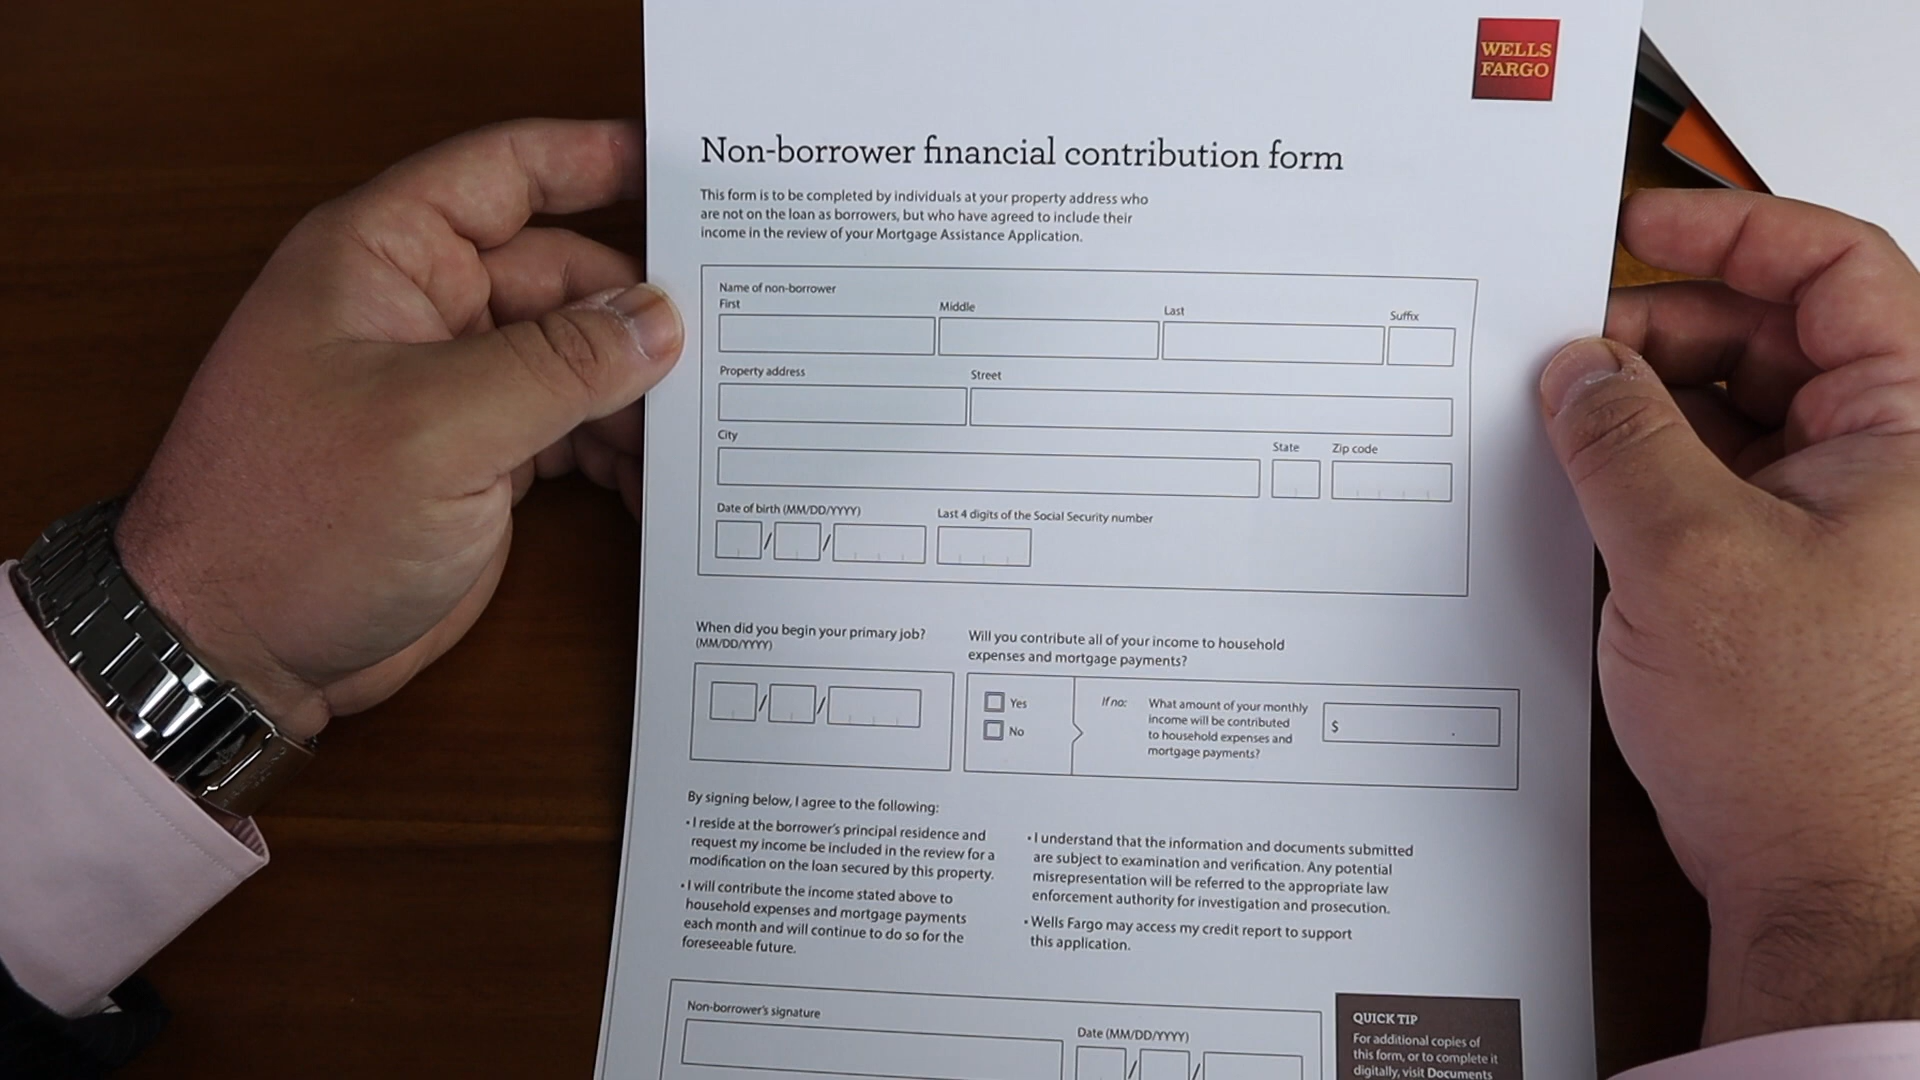 WELLS
FARGO
Non-borrower financial contribution form
This form is to be completed by individuals at your property address who
are not on the loan as borrowers, but who have agreed to include their
income in the review of your Mortgage Assistance Application.
Name of non-borrower
First Middle Last Suffix
Property address Street
City State Zip code
Date of birth (MM/DD/YYYY) Last 4 digits of the Social Security number
/ /
When did you begin your primary job?
(MM/DD/YYYY)
/ /
Will you contribute all of your income to household
expenses and mortgage payments?
Yes
No
If no:
What amount of your monthly
income will be contributed
to household expenses and
mortgage payments?
$ .
By signing below, I agree to the following:
• I reside at the borrower's principal residence and
request my income be included in the review for a
modification on the loan secured by this property.
• I will contribute the income stated above to
household expenses and mortgage payments
each month and will continue to do so for the
foreseeable future.
• I understand that the information and documents submitted
are subject to examination and verification. Any potential
misrepresentation will be referred to the appropriate law
enforcement authority for investigation and prosecution.
• Wells Fargo may access my credit report to support
this application.
Non-borrower's signature
Date (MM/DD/YYYY)
/ /
QUICK TIP
For additional copies of
this form, or to complete it
digitally, visit Documents